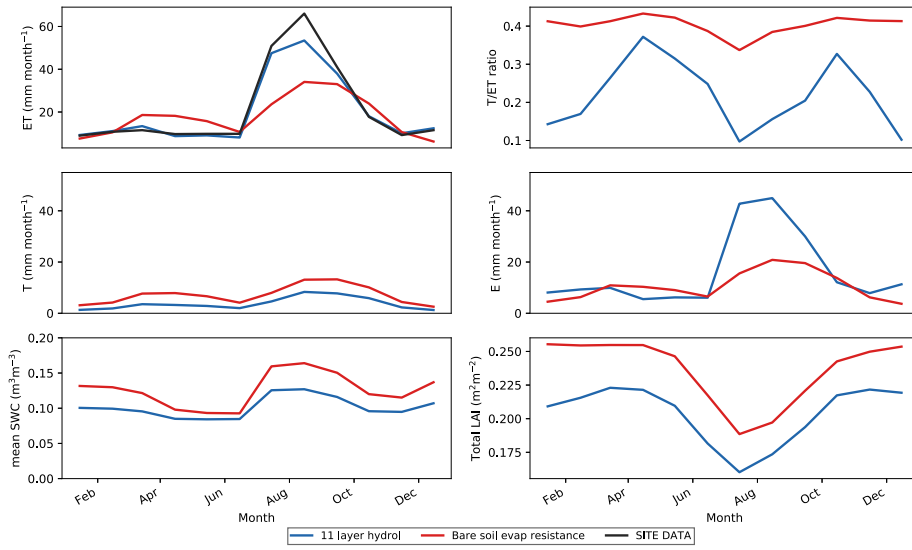 ET (mm month⁻¹)
60
40
20
T/ET ratio
0.4
0.3
0.2
0.1
T (mm month⁻¹)
40
20
0
E (mm month⁻¹)
40
20
0
mean SWC (m³m⁻³)
0.20
0.15
0.10
0.05
0.00
Feb Apr Jun Aug Oct Dec
Month
Total LAI (m²m⁻²)
0.250
0.225
0.200
0.175
Feb Apr Jun Aug Oct Dec
Month
11 layer hydrol Bare soil evap resistance SITE DATA